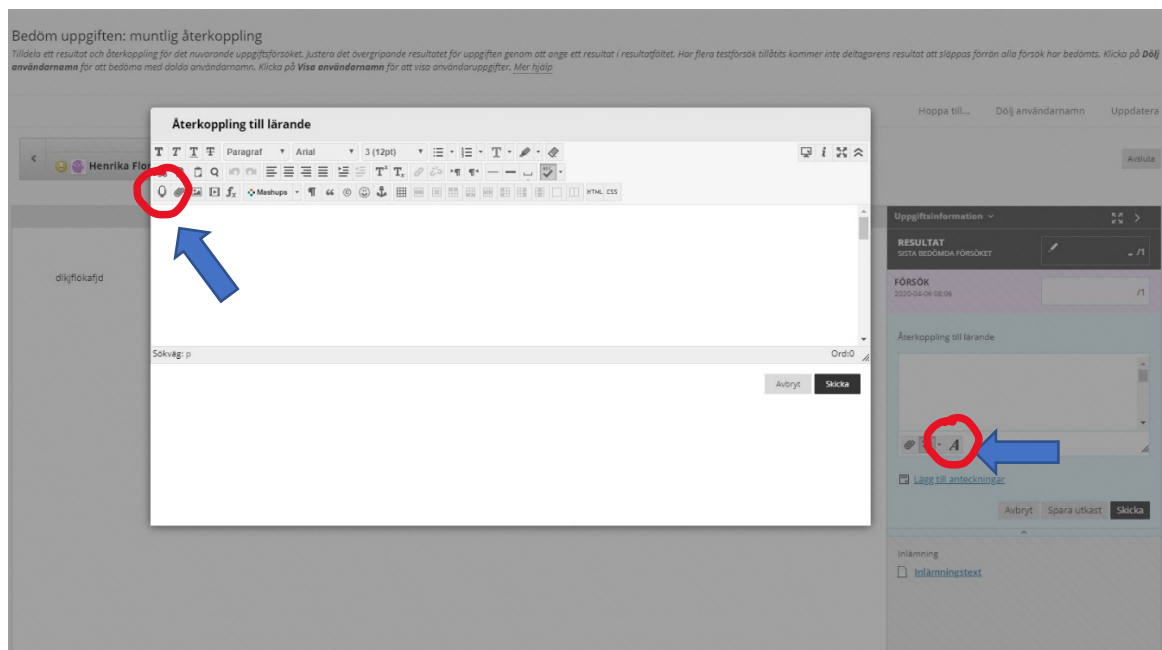 Bedöm uppgiften: muntlig återkoppling
Tilldela ett resultat och återkoppling för det nuvarande uppgiftsförsöket. Justera det övergripande resultatet för uppgiften genom att ange ett resultat i resultatfältet. Har flera testförsök tillåtits kommer inte deltagarens resultat att släppas förrän alla försök har bedömts. Klicka på Dölj
användarnamn för att bedöma med dolda användarnamn. Klicka på Visa användarnamn för att visa användaruppgifter. Mer hjälp
Hoppa till... Dölj användarnamn Uppdatera
Henrika Flor
Avsluta
Återkoppling till lärande
T T T T Paragraf Arial 3 (12pt) T i
T² Tₓ ¶ ¶
fx Mashups ¶ “ © HTML CSS
Sökväg: p Ord:0
Avbryt Skicka
dlkjflökafjd
Uppgiftsinformation
RESULTAT
SISTA BEDÖMDA FÖRSÖKET
- /1
FÖRSÖK
2020-04-06 08:06
/1
Återkoppling till lärande
A
Lägg till anteckningar
Avbryt Spara utkast Skicka
Inlämning
Inlämningstext